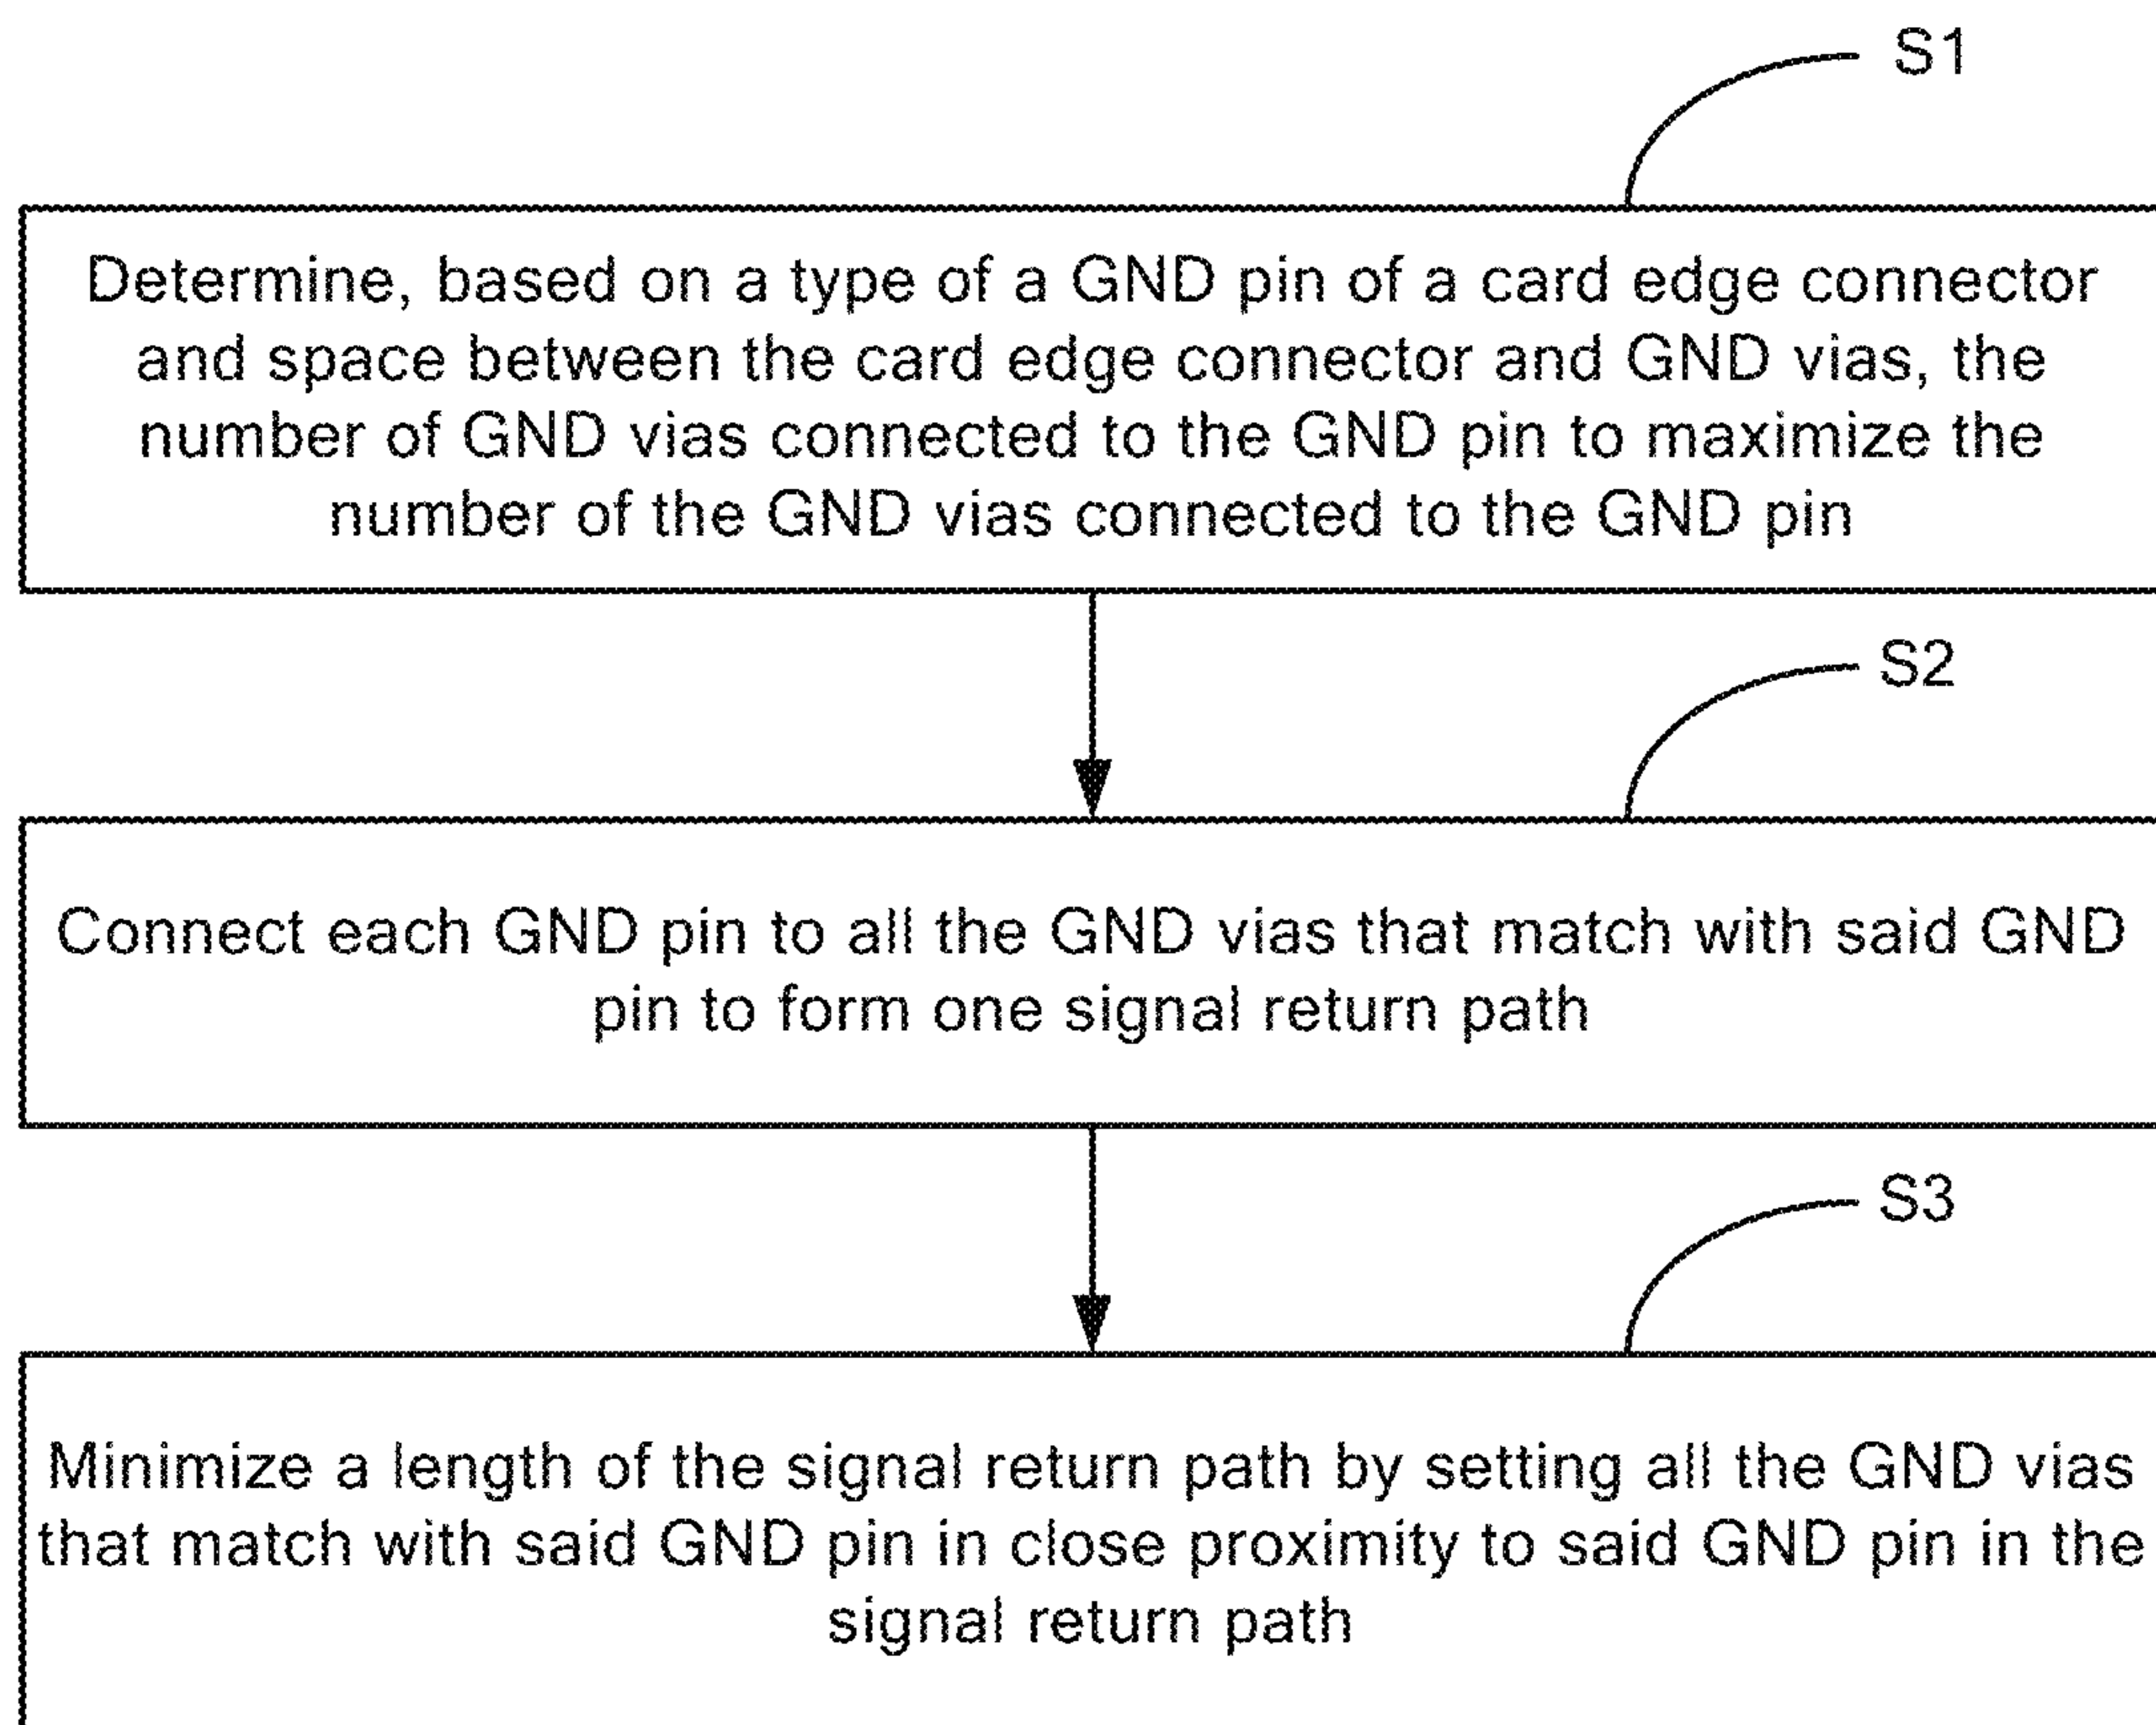 S1
Determine, based on a type of a GND pin of a card edge connector
and space between the card edge connector and GND vias, the
number of GND vias connected to the GND pin to maximize the
number of the GND vias connected to the GND pin
S2
Connect each GND pin to all the GND vias that match with said GND
pin to form one signal return path
S3
Minimize a length of the signal return path by setting all the GND vias
that match with said GND pin in close proximity to said GND pin in the
signal return path